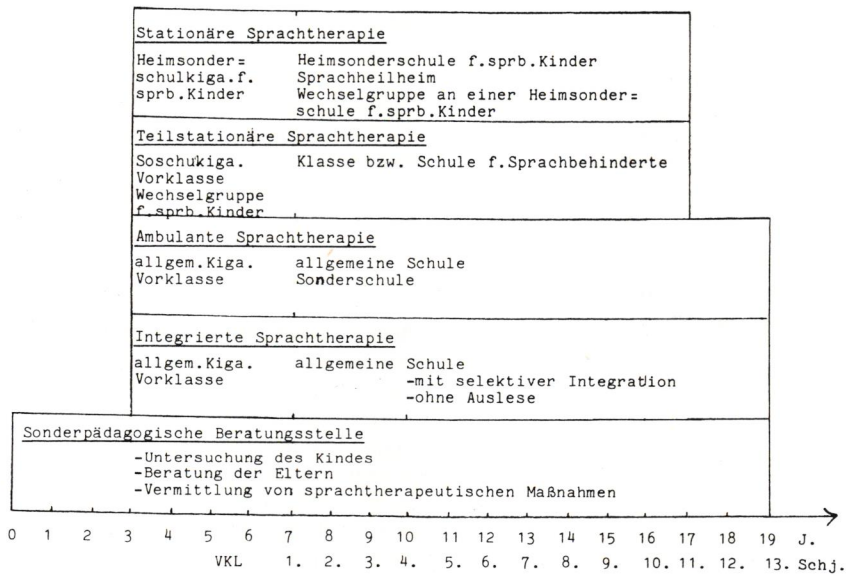 Stationäre Sprachtherapie
Heimsonder= Heimsonderschule f.sprb.Kinder
schulkiga.f. Sprachheilheim
sprb.Kinder Wechselgruppe an einer Heimsonder=
schule f.sprb.Kinder
Teilstationäre Sprachtherapie
Soschukiga. Klasse bzw. Schule f.Sprachbehinderte
Vorklasse
Wechselgruppe
f.sprb.Kinder
Ambulante Sprachtherapie
allgem.Kiga. allgemeine Schule
Vorklasse Sonderschule
Integrierte Sprachtherapie
allgem.Kiga. allgemeine Schule
Vorklasse -mit selektiver Integration
-ohne Auslese
Sonderpädagogische Beratungsstelle
-Untersuchung des Kindes
-Beratung der Eltern
-Vermittlung von sprachtherapeutischen Maßnahmen
0 1 2 3 4 5 6 7 8 9 10 11 12 13 14 15 16 17 18 19 J.
VKL 1. 2. 3. 4. 5. 6. 7. 8. 9. 10. 11. 12. 13. Schj.